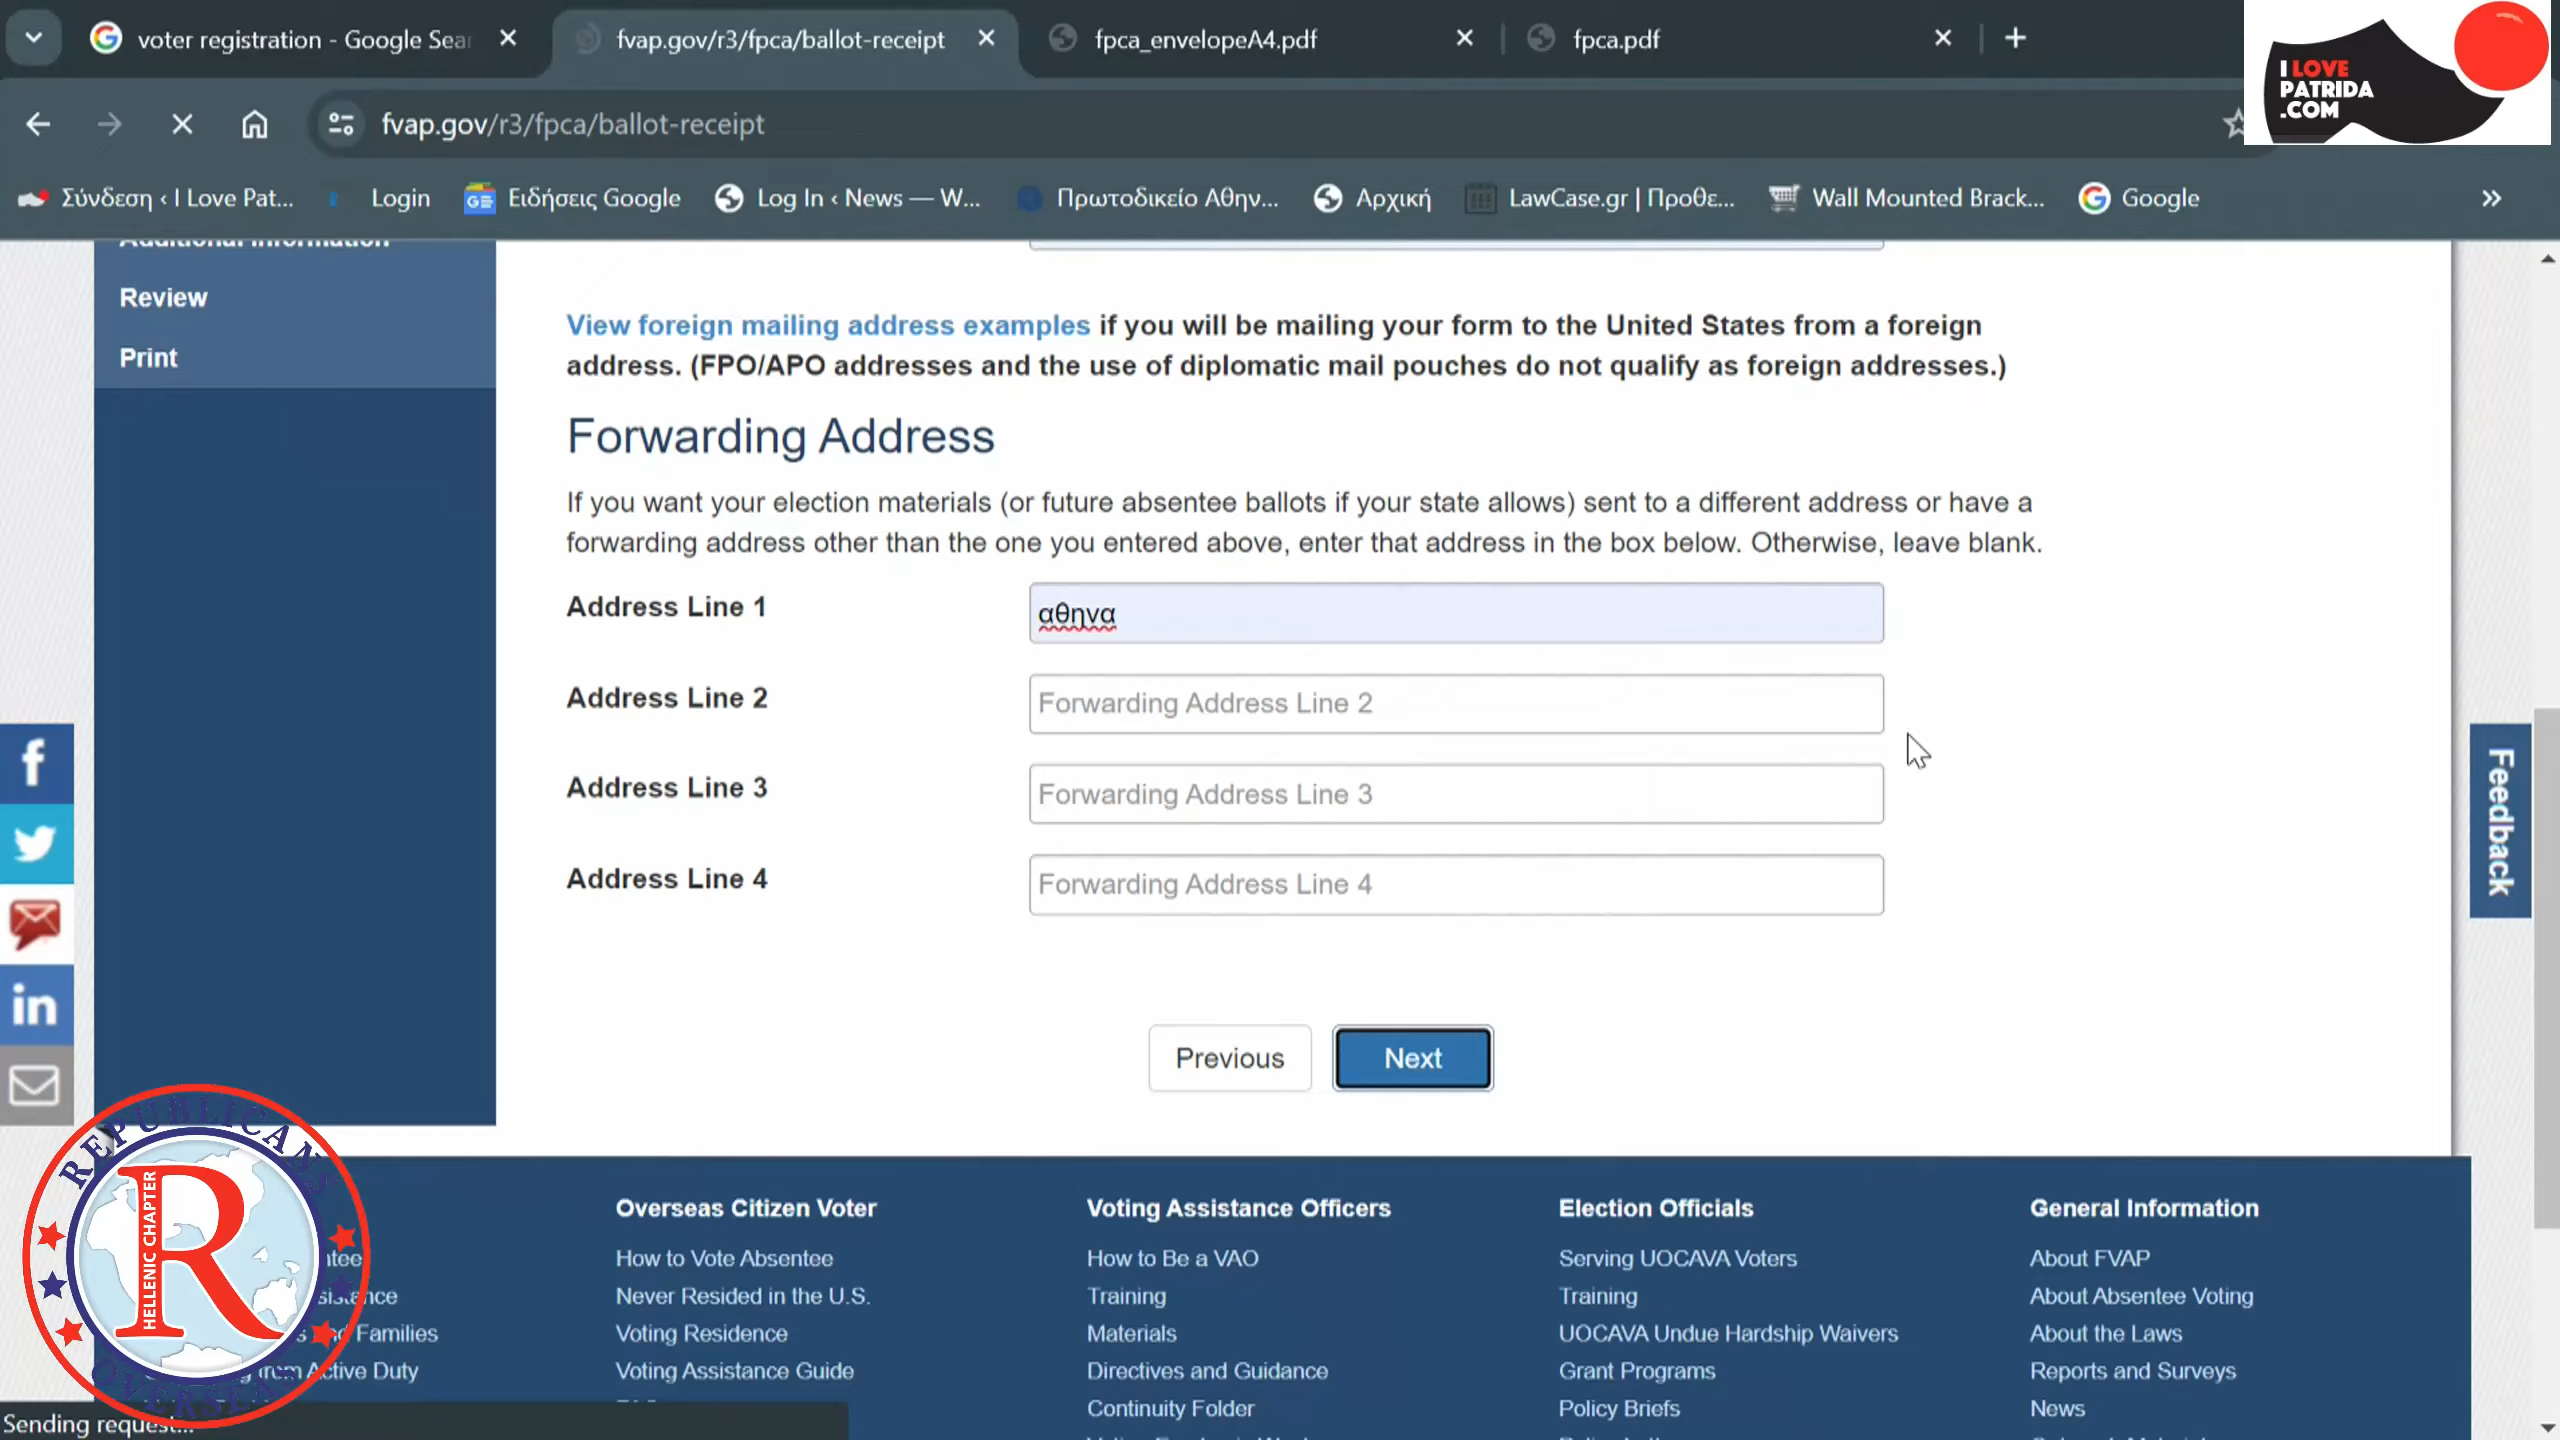 voter registration - Google Sear
fvap.gov/r3/fpca/ballot-receipt
fpca_envelopeA4.pdf
fpca.pdf
I LOVE
PATRIDA
.COM
fvap.gov/r3/fpca/ballot-receipt
Σύνδεση ‹ I Love Pat...
Login
Ειδήσεις Google
Log In ‹ News — W...
Πρωτοδικείο Αθην...
Αρχική
LawCase.gr | Προθε...
Wall Mounted Brack...
Google
Additional Information
Review
Print
View foreign mailing address examples if you will be mailing your form to the United States from a foreign
address. (FPO/APO addresses and the use of diplomatic mail pouches do not qualify as foreign addresses.)
Forwarding Address
If you want your election materials (or future absentee ballots if your state allows) sent to a different address or have a
forwarding address other than the one you entered above, enter that address in the box below. Otherwise, leave blank.
Address Line 1
αθηνα
Address Line 2
Forwarding Address Line 2
Address Line 3
Forwarding Address Line 3
Address Line 4
Forwarding Address Line 4
Previous
Next
Feedback
REPUBLICANS
HELLENIC CHAPTER
R
OVERSEAS
Overseas Citizen Voter
How to Vote Absentee
Never Resided in the U.S.
Voting Residence
Voting Assistance Guide
Voting Assistance Officers
How to Be a VAO
Training
Materials
Directives and Guidance
Continuity Folder
Election Officials
Serving UOCAVA Voters
Training
UOCAVA Undue Hardship Waivers
Grant Programs
Policy Briefs
General Information
About FVAP
About Absentee Voting
About the Laws
Reports and Surveys
News
Families
from Active Duty
Sending request...